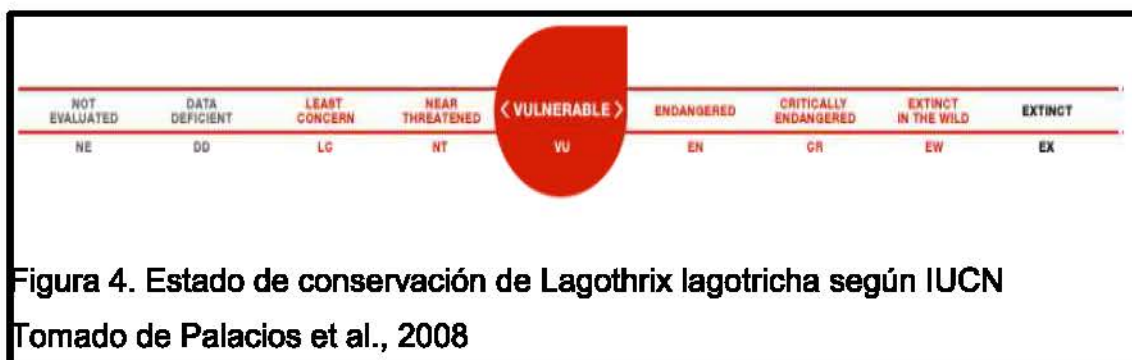 NOT EVALUATED DATA DEFICIENT LEAST CONCERN NEAR THREATENED < VULNERABLE > ENDANGERED CRITICALLY ENDANGERED EXTINCT IN THE WILD EXTINCT
NE DD LC NT VU EN CR EW EX
Figura 4. Estado de conservación de Lagothrix lagotricha según IUCN
Tomado de Palacios et al., 2008